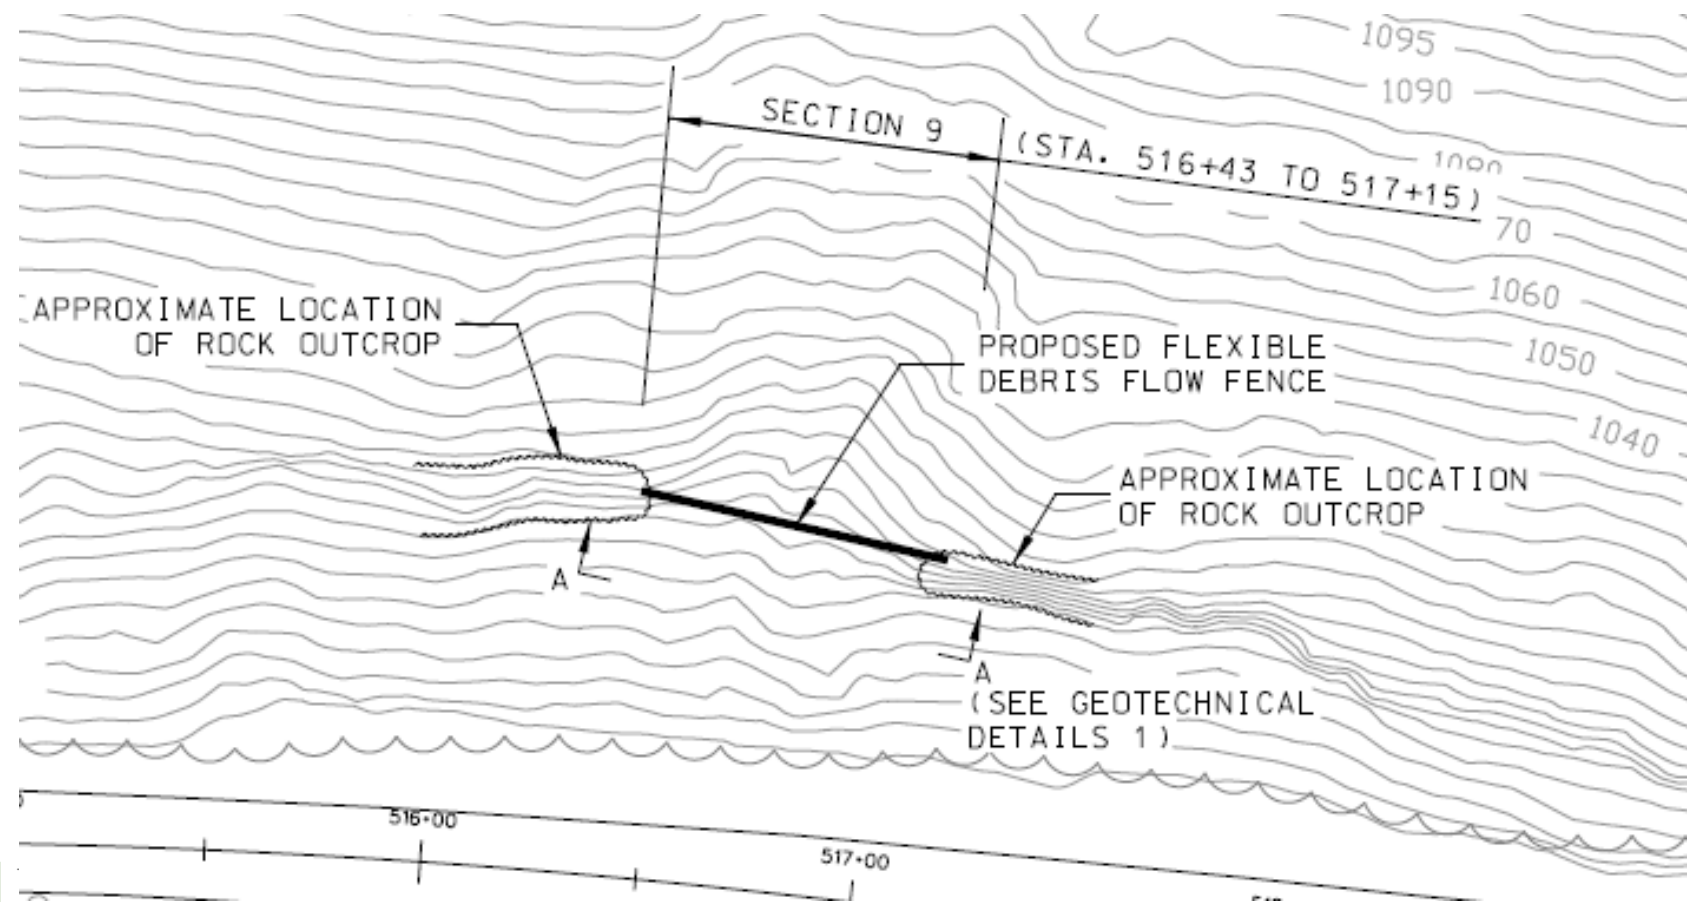 1095
1090
SECTION 9
(STA. 516+43 TO 517+15)
70
1060
APPROXIMATE LOCATION
OF ROCK OUTCROP
PROPOSED FLEXIBLE
DEBRIS FLOW FENCE
1050
1040
APPROXIMATE LOCATION
OF ROCK OUTCROP
A
A
(SEE GEOTECHNICAL
DETAILS 1)
516+00
517+00